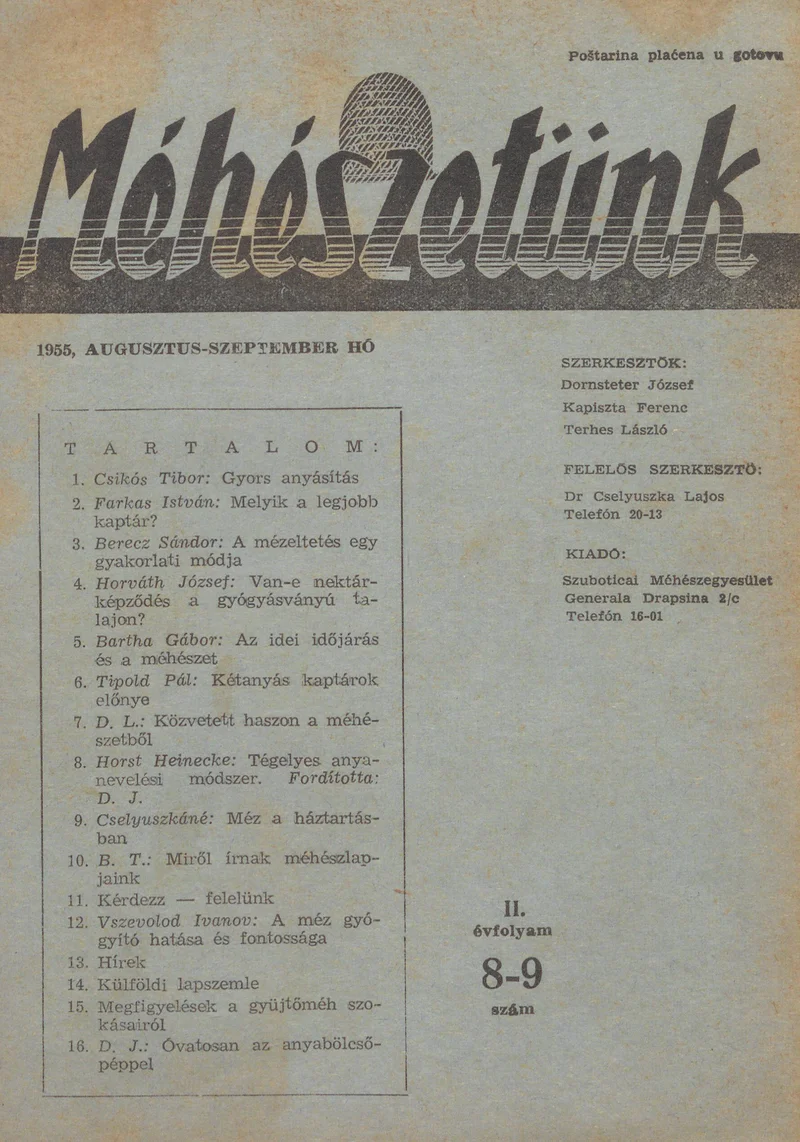 Poštarina plaćena u gotovu
Méhészetünk
1955, AUGUSZTUS-SZEPTEMBER HÓ
TARTALOM:
1. Csikós Tibor: Gyors anyásítás
2. Farkas István: Melyik a legjobb
kaptár?
3. Berecz Sándor: A mézeltetés egy
gyakorlati módja
4. Horváth József: Van-e nektár-
képződés a gyógyásványú ta-
lajon?
5. Bartha Gábor: Az idei időjárás
és a méhészet
6. Tipold Pál: Kétanyás kaptárok
előnye
7. D. L.: Közvetett haszon a méhé-
szetből
8. Horst Heinecke: Tégelyes anya-
nevelési módszer. Fordította:
D. J.
9. Cselyuszkáné: Méz a háztartás-
ban
10. B. T.: Miről írnak méhészlap-
jaink
11. Kérdezz — felelünk
12. Vszevolod Ivanov: A méz gyó-
gyító hatása és fontossága
13. Hírek
14. Külföldi lapszemle
15. Megfigyelések a gyüjtőméh szo-
kásairól
16. D. J.: Óvatosan az anyabölcső-
péppel
SZERKESZTŐK:
Dornsteter József
Kapiszta Ferenc
Terhes László
FELELŐS SZERKESZTŐ:
Dr Cselyuszka Lajos
Telefón 20-13
KIADÓ:
Szuboticai Méhészegyesület
Generala Drapsina 2/c
Telefón 16-01
II.
évfolyam
8-9
szám